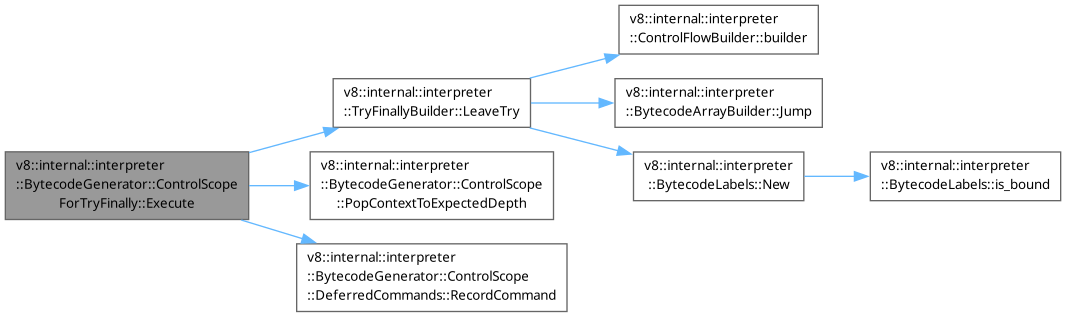 v8::internal::interpreter
::ControlFlowBuilder::builder
v8::internal::interpreter
::TryFinallyBuilder::LeaveTry
v8::internal::interpreter
::BytecodeArrayBuilder::Jump
v8::internal::interpreter
::BytecodeGenerator::ControlScope
ForTryFinally::Execute
v8::internal::interpreter
::BytecodeGenerator::ControlScope
::PopContextToExpectedDepth
v8::internal::interpreter
::BytecodeLabels::New
v8::internal::interpreter
::BytecodeLabels::is_bound
v8::internal::interpreter
::BytecodeGenerator::ControlScope
::DeferredCommands::RecordCommand